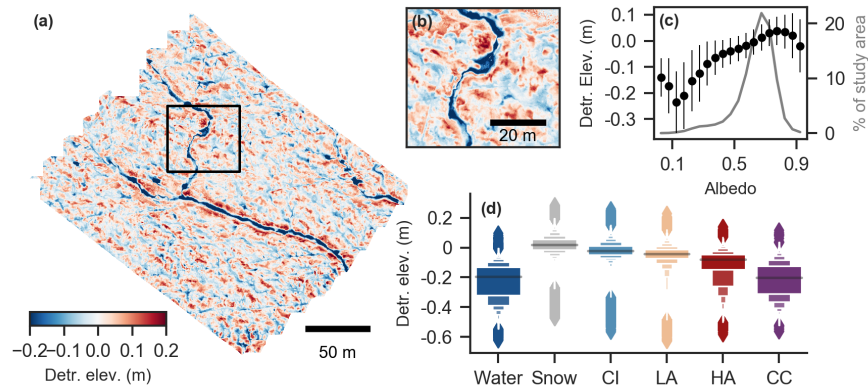 (a)
−0.2−0.1 0.0 0.1 0.2
Detr. elev. (m)
50 m
(b)
20 m
(c)
0.1
0.0
-0.1
-0.2
-0.3
Detr. Elev. (m)
20
10
0
% of study area
0.1 0.5 0.9
Albedo
(d)
0.2
0
-0.2
-0.4
-0.6
Detr. elev. (m)
Water Snow CI LA HA CC